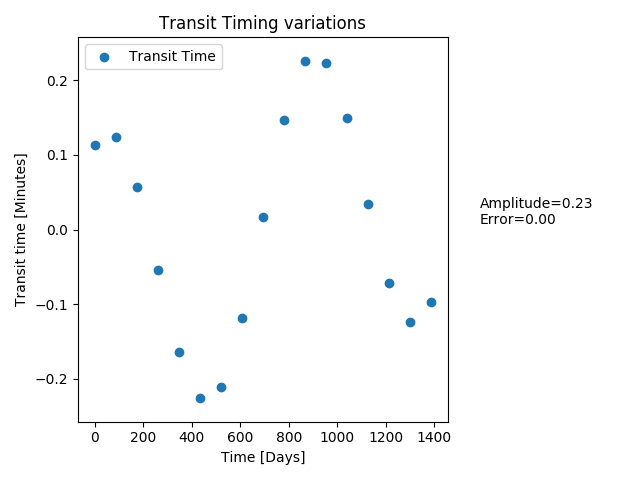 Transit Timing variations
Transit Time
0.2
0.1
0.0
−0.1
−0.2
Transit time [Minutes]
0
200
400
600
800
1000
1200
1400
Time [Days]
Amplitude=0.23
Error=0.00